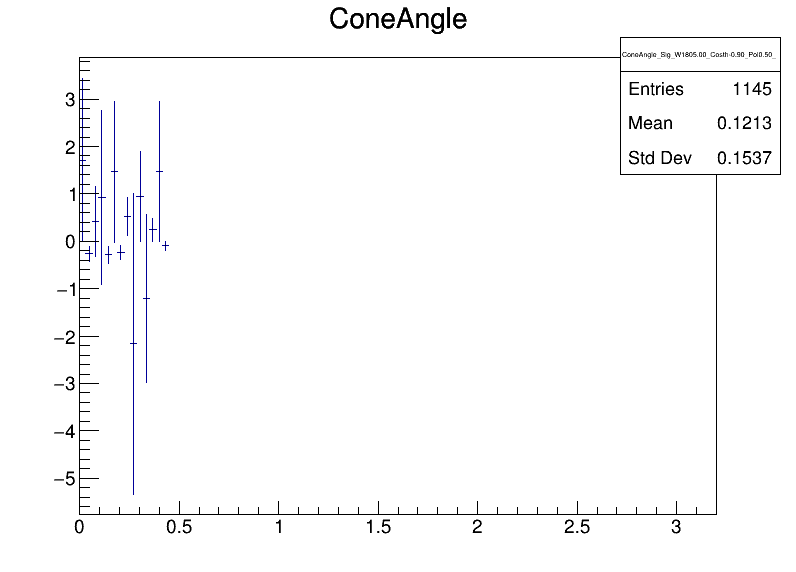 ConeAngle
ConeAngle_Sig_W1805.00_Costh-0.90_Pol0.50_
Entries 1145
Mean 0.1213
Std Dev 0.1537
3
2
1
0
−1
−2
−3
−4
−5
0 0.5 1 1.5 2 2.5 3